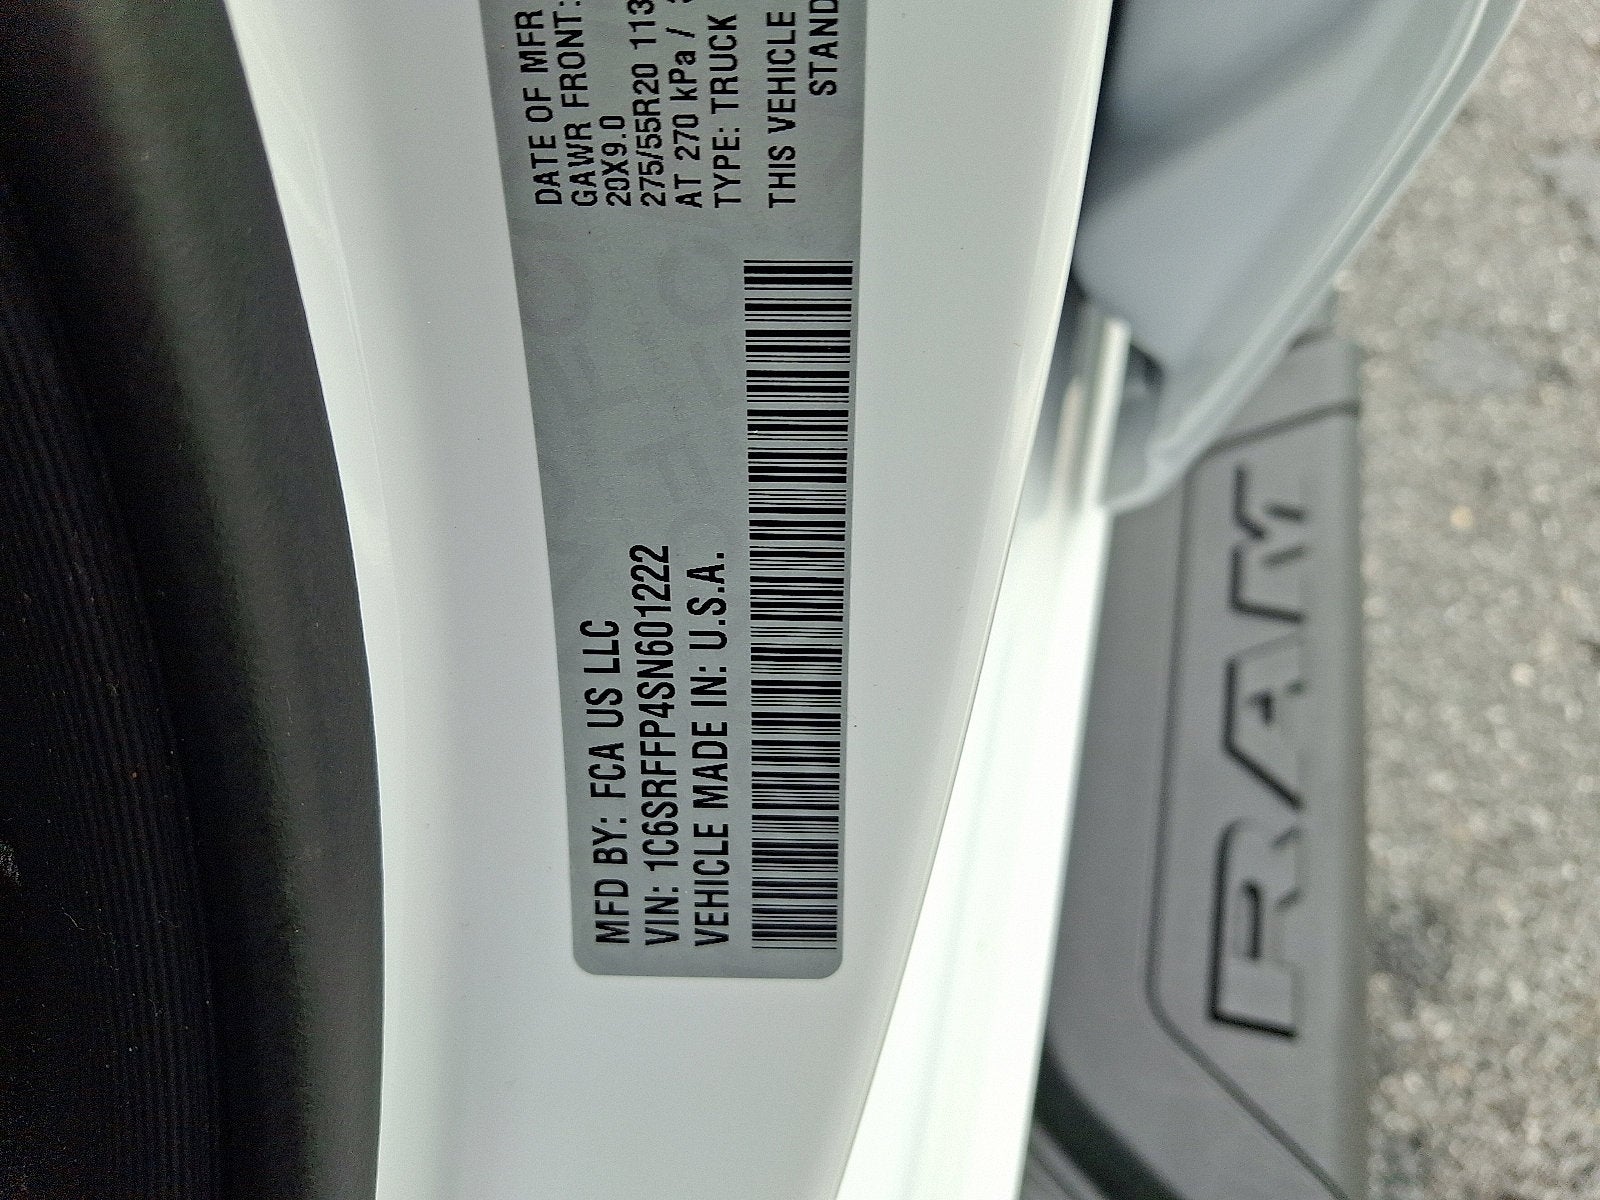 MFD BY: FCA US LLC
VIN: 1C6SRFFP4SN601222
VEHICLE MADE IN: U.S.A.
DATE OF MFR
GAWR FRONT:
20X9.0
275/55R20 113
AT 270 kPa /
TYPE: TRUCK
THIS VEHICLE
STAND
RAM